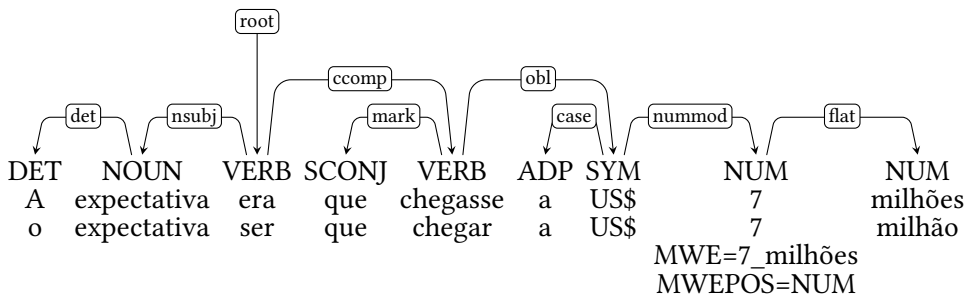 root
ccomp obl
det nsubj mark case nummod flat
DET NOUN VERB SCONJ VERB ADP SYM NUM NUM
A expectativa era que chegasse a US$ 7 milhões
o expectativa ser que chegar a US$ 7 milhão
MWE=7_milhões
MWEPOS=NUM